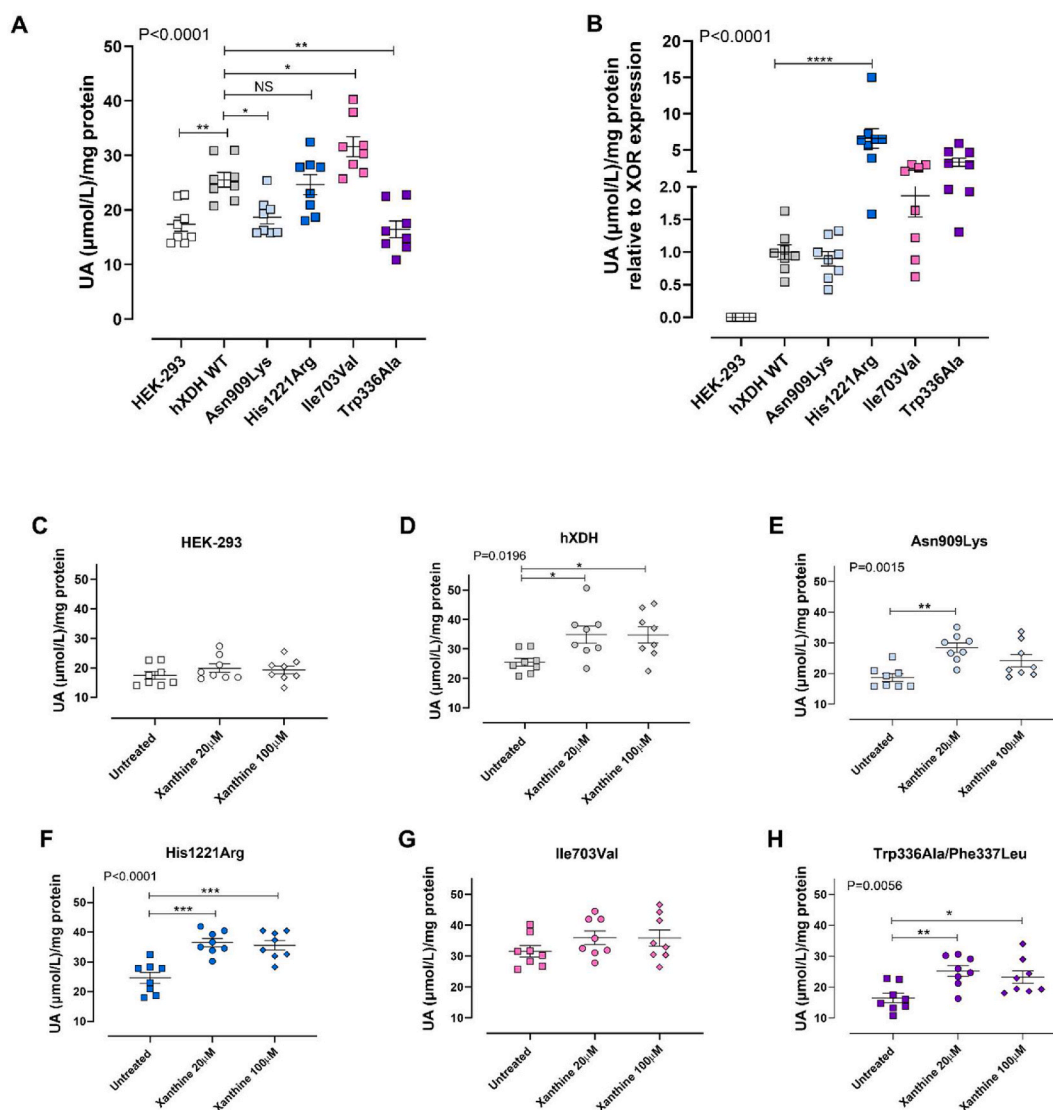 A
P<0.0001
**
*
NS
**
*
50
40
30
20
10
0
UA (µmol/L)/mg protein
HEK-293
hXDH WT
Asn909Lys
His1221Arg
Ile703Val
Trp336Ala
B
P<0.0001
****
20
15
10
5
2.0
1.5
1.0
0.5
0.0
UA (µmol/L)/mg protein
relative to XOR expression
HEK-293
hXDH WT
Asn909Lys
His1221Arg
Ile703Val
Trp336Ala
C
HEK-293
50
40
30
20
10
UA (µmol/L)/mg protein
Untreated
Xanthine 20µM
Xanthine 100µM
D
hXDH
P=0.0196
*
*
50
40
30
20
10
UA (µmol/L)/mg protein
Untreated
Xanthine 20µM
Xanthine 100µM
E
Asn909Lys
P=0.0015
**
50
40
30
20
10
UA (µmol/L)/mg protein
Untreated
Xanthine 20µM
Xanthine 100µM
F
His1221Arg
P<0.0001
***
***
50
40
30
20
10
UA (µmol/L)/mg protein
Untreated
Xanthine 20µM
Xanthine 100µM
G
Ile703Val
50
40
30
20
10
UA (µmol/L)/mg protein
Untreated
Xanthine 20µM
Xanthine 100µM
H
Trp336Ala/Phe337Leu
P=0.0056
*
**
50
40
30
20
10
UA (µmol/L)/mg protein
Untreated
Xanthine 20µM
Xanthine 100µM